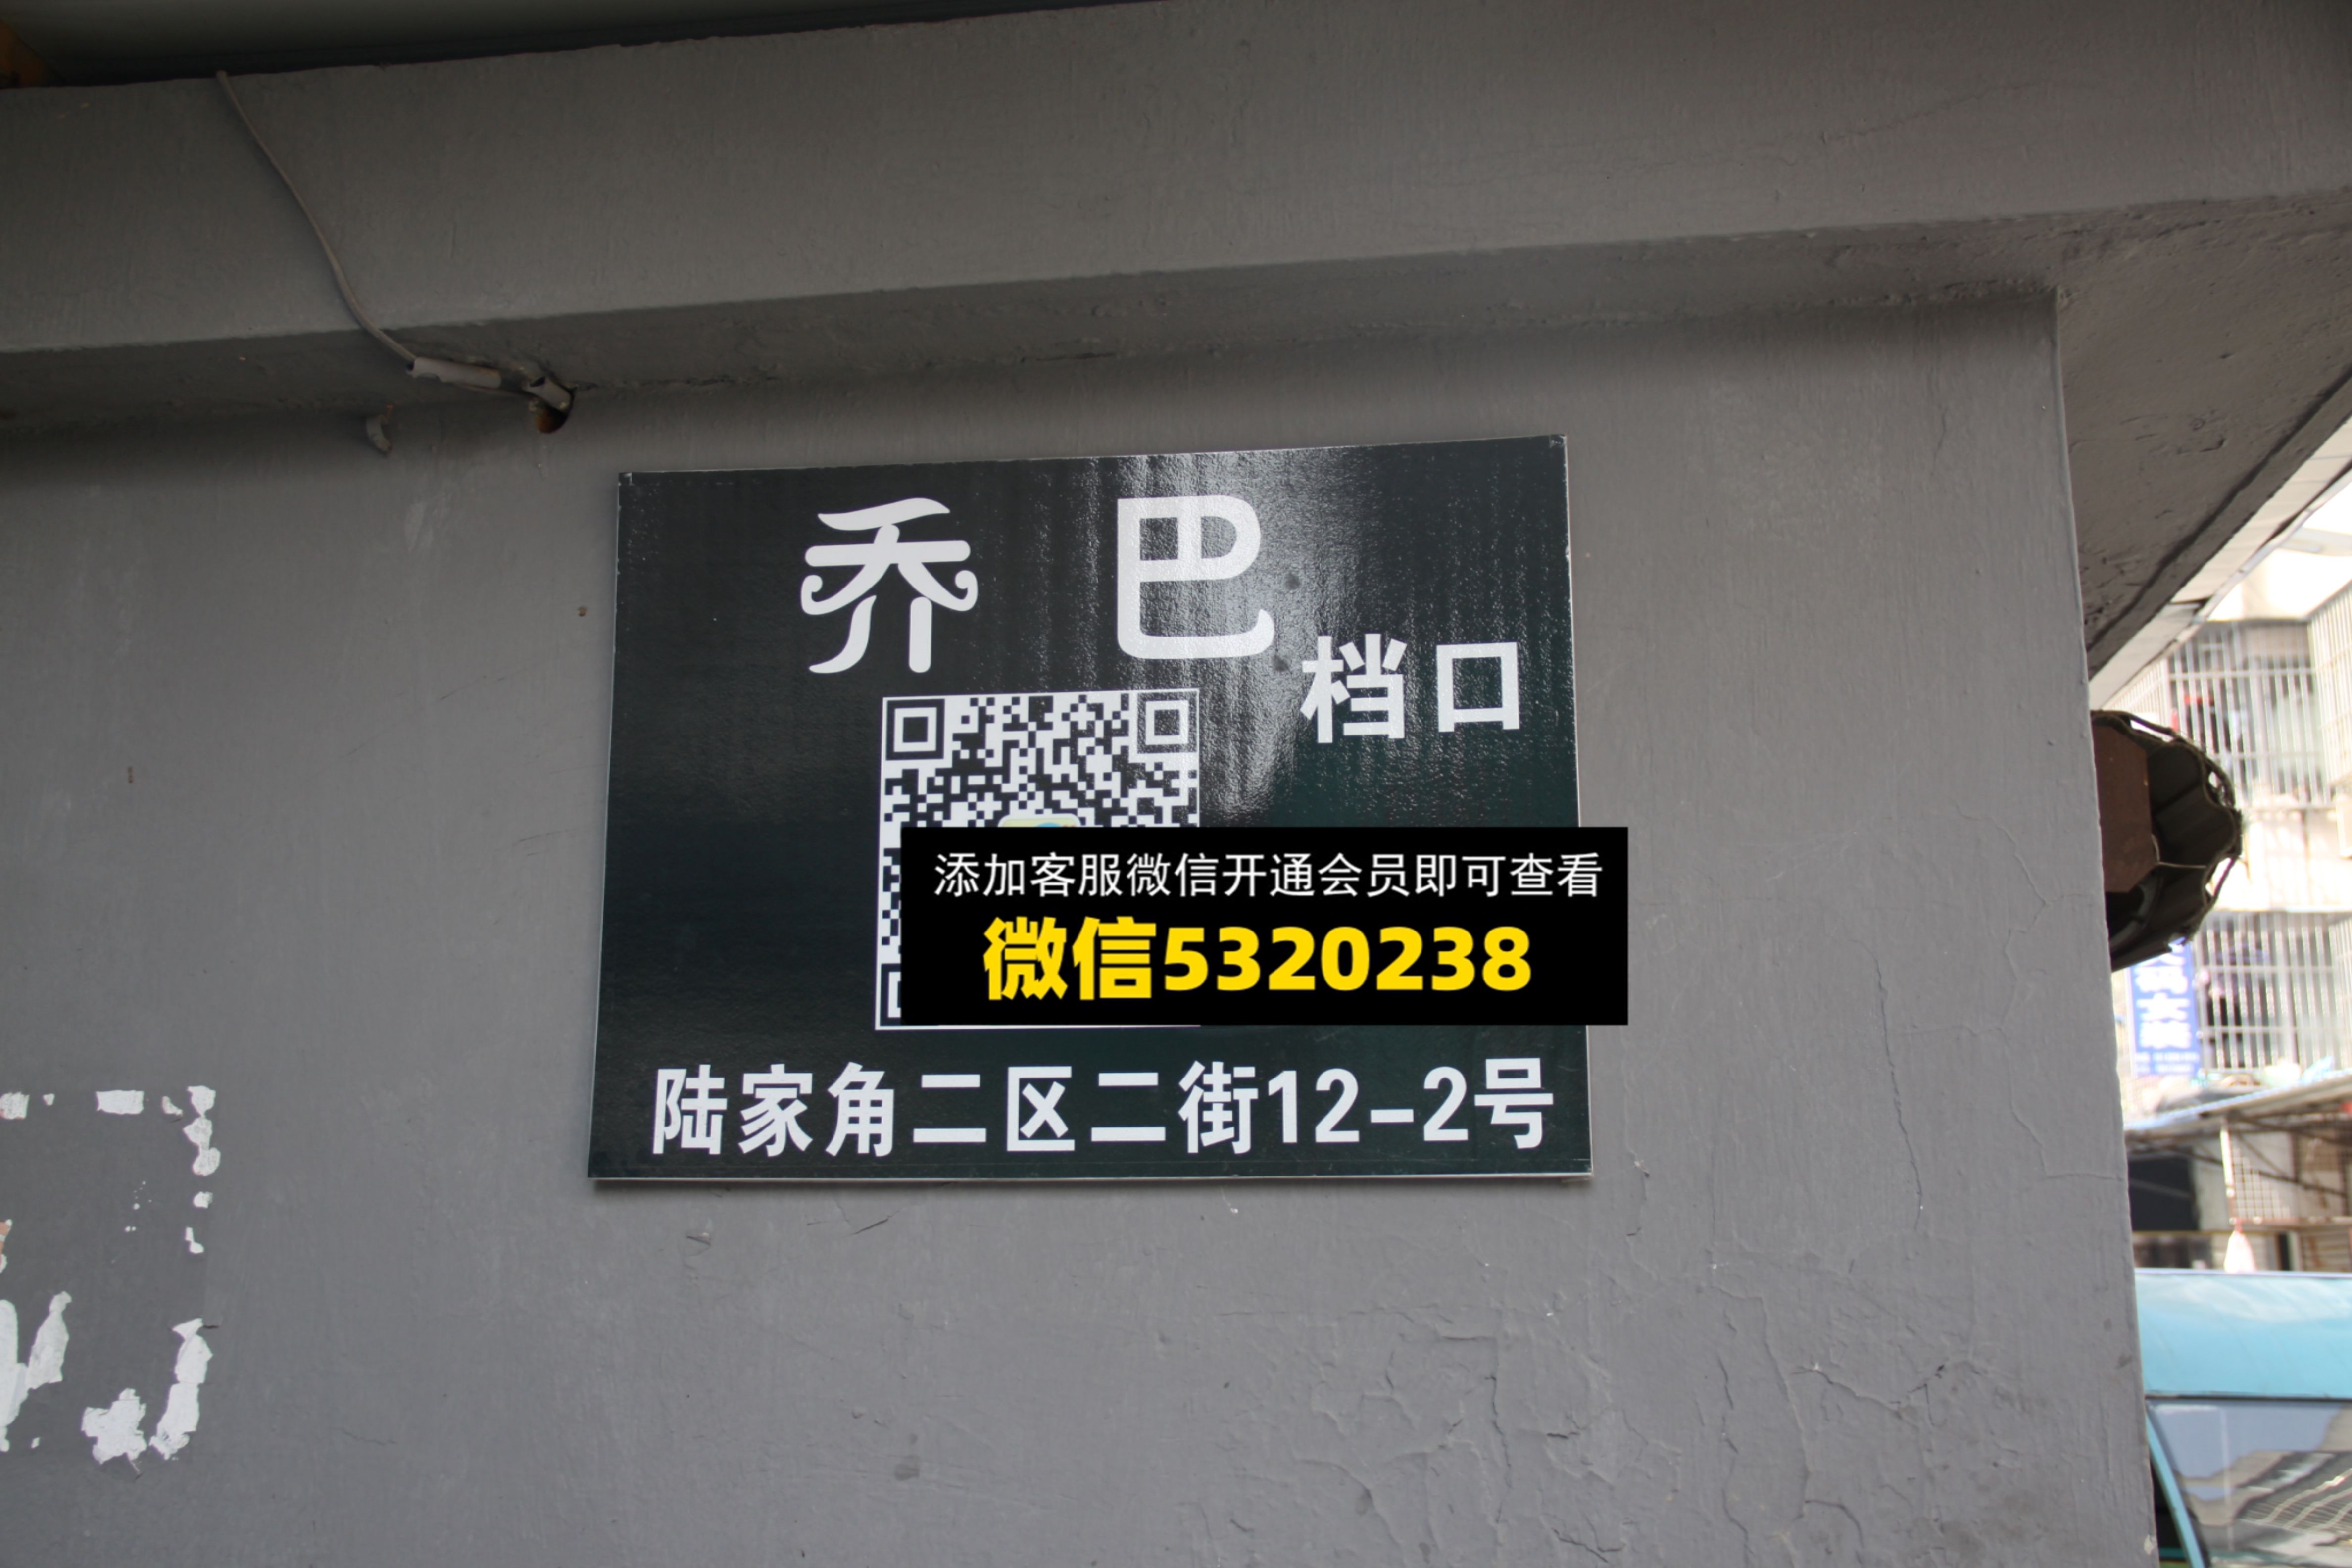 乔巴
档口
添加客服微信开通会员即可查看
微信5320238
陆家角二区二街12-2号